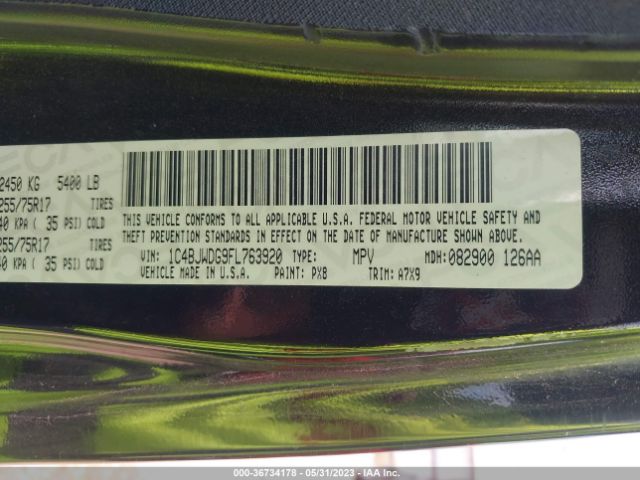 2450 KG 5400 LB
255/75R17 TIRES
40 KPA ( 35 PSI) COLD
255/75R17 TIRES
40 KPA ( 35 PSI) COLD
THIS VEHICLE CONFORMS TO ALL APPLICABLE U.S.A. FEDERAL MOTOR VEHICLE SAFETY AND
THEFT PREVENTION STANDARDS IN EFFECT ON THE DATE OF MANUFACTURE SHOWN ABOVE.
VIN: 1C4BJWDG9FL763920 TYPE: MPV MDH: 082900 126AA
VEHICLE MADE IN U.S.A. PAINT: PX8 TRIM: A7X9
000-36734178 - 05/31/2023 - IAA Inc.